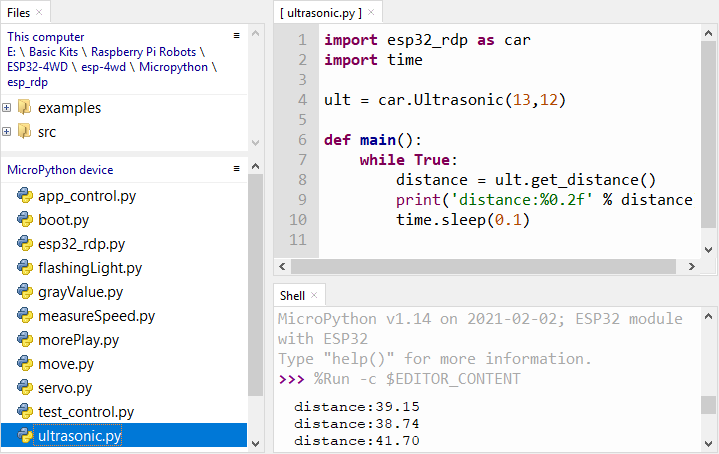 Files ×
This computer ≡
E: \ Basic Kits \ Raspberry Pi Robots \
ESP32-4WD \ esp-4wd \ Micropython \
esp_rdp
examples
src
MicroPython device ≡
app_control.py
boot.py
esp32_rdp.py
flashingLight.py
grayValue.py
measureSpeed.py
morePlay.py
move.py
servo.py
test_control.py
ultrasonic.py
[ ultrasonic.py ] ×
1 import esp32_rdp as car
2 import time
3
4 ult = car.Ultrasonic(13,12)
5
6 def main():
7     while True:
8         distance = ult.get_distance()
9         print('distance:%0.2f' % distance
10         time.sleep(0.1)
11
Shell ×
MicroPython v1.14 on 2021-02-02; ESP32 module
with ESP32
Type "help()" for more information.
>>> %Run -c $EDITOR_CONTENT
distance:39.15
distance:38.74
distance:41.70